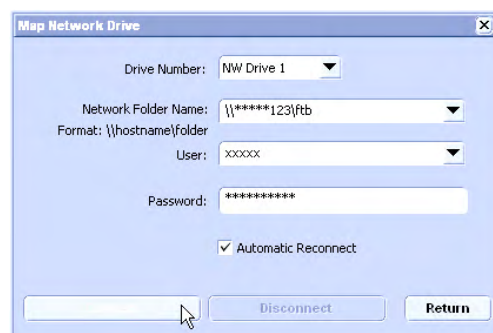 Map Network Drive
Drive Number: NW Drive 1
Network Folder Name: \\*****123\ftb
Format: \\hostname\folder
User: xxxxx
Password: **********
Automatic Reconnect
Disconnect Return